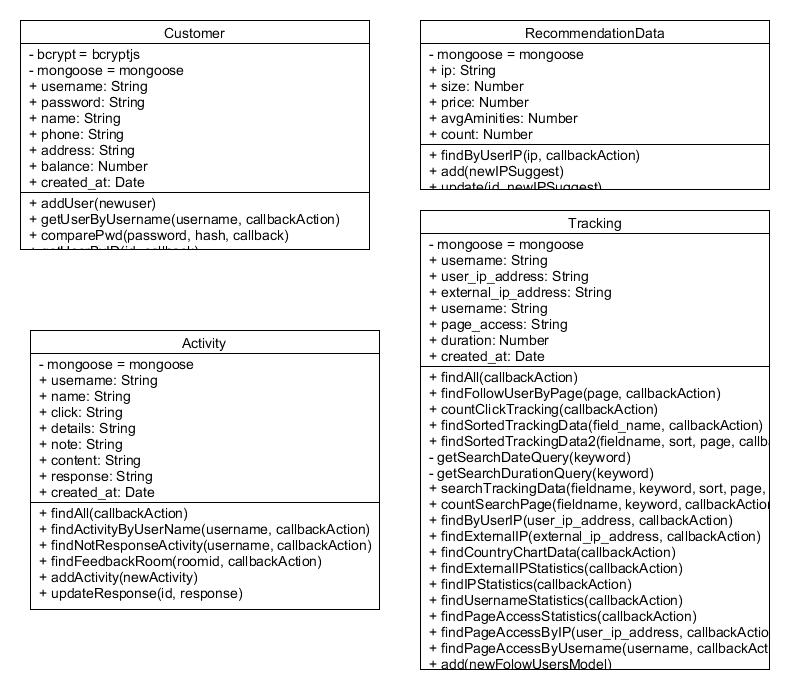 Customer
- bcrypt = bcryptjs
- mongoose = mongoose
+ username: String
+ password: String
+ name: String
+ phone: String
+ address: String
+ balance: Number
+ created_at: Date
+ addUser(newuser)
+ getUserByUsername(username, callbackAction)
+ comparePwd(password, hash, callback)
+ getUserByID(id, callback)
RecommendationData
- mongoose = mongoose
+ ip: String
+ size: Number
+ price: Number
+ avgAminities: Number
+ count: Number
+ findByUserIP(ip, callbackAction)
+ add(newIPSuggest)
+ update(id, newIPSuggest)
Tracking
- mongoose = mongoose
+ username: String
+ user_ip_address: String
+ external_ip_address: String
+ username: String
+ page_access: String
+ duration: Number
+ created_at: Date
+ findAll(callbackAction)
+ findFollowUserByPage(page, callbackAction)
+ countClickTracking(callbackAction)
+ findSortedTrackingData(field_name, callbackAction)
+ findSortedTrackingData2(fieldname, sort, page, callb
- getSearchDateQuery(keyword)
- getSearchDurationQuery(keyword)
+ searchTrackingData(fieldname, keyword, sort, page,
+ countSearchPage(fieldname, keyword, callbackActio
+ findByUserIP(user_ip_address, callbackAction)
+ findExternalIP(external_ip_address, callbackAction)
+ findCountryChartData(callbackAction)
+ findExternalIPStatistics(callbackAction)
+ findIPStatistics(callbackAction)
+ findUsernameStatistics(callbackAction)
+ findPageAccessStatistics(callbackAction)
+ findPageAccessByIP(user_ip_address, callbackActio
+ findPageAccessByUsername(username, callbackAct
+ add(newFolowUsersModel)
Activity
- mongoose = mongoose
+ username: String
+ name: String
+ click: String
+ details: String
+ note: String
+ content: String
+ response: String
+ created_at: Date
+ findAll(callbackAction)
+ findActivityByUserName(username, callbackAction)
+ findNotResponseActivity(username, callbackAction)
+ findFeedbackRoom(roomid, callbackAction)
+ addActivity(newActivity)
+ updateResponse(id, response)